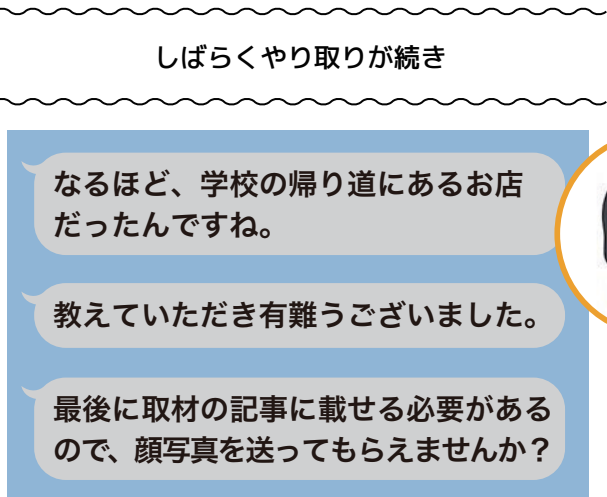 しばらくやり取りが続き
なるほど、学校の帰り道にあるお店
だったんですね。
教えていただき有難うございました。
最後に取材の記事に載せる必要がある
ので、顔写真を送ってもらえませんか？